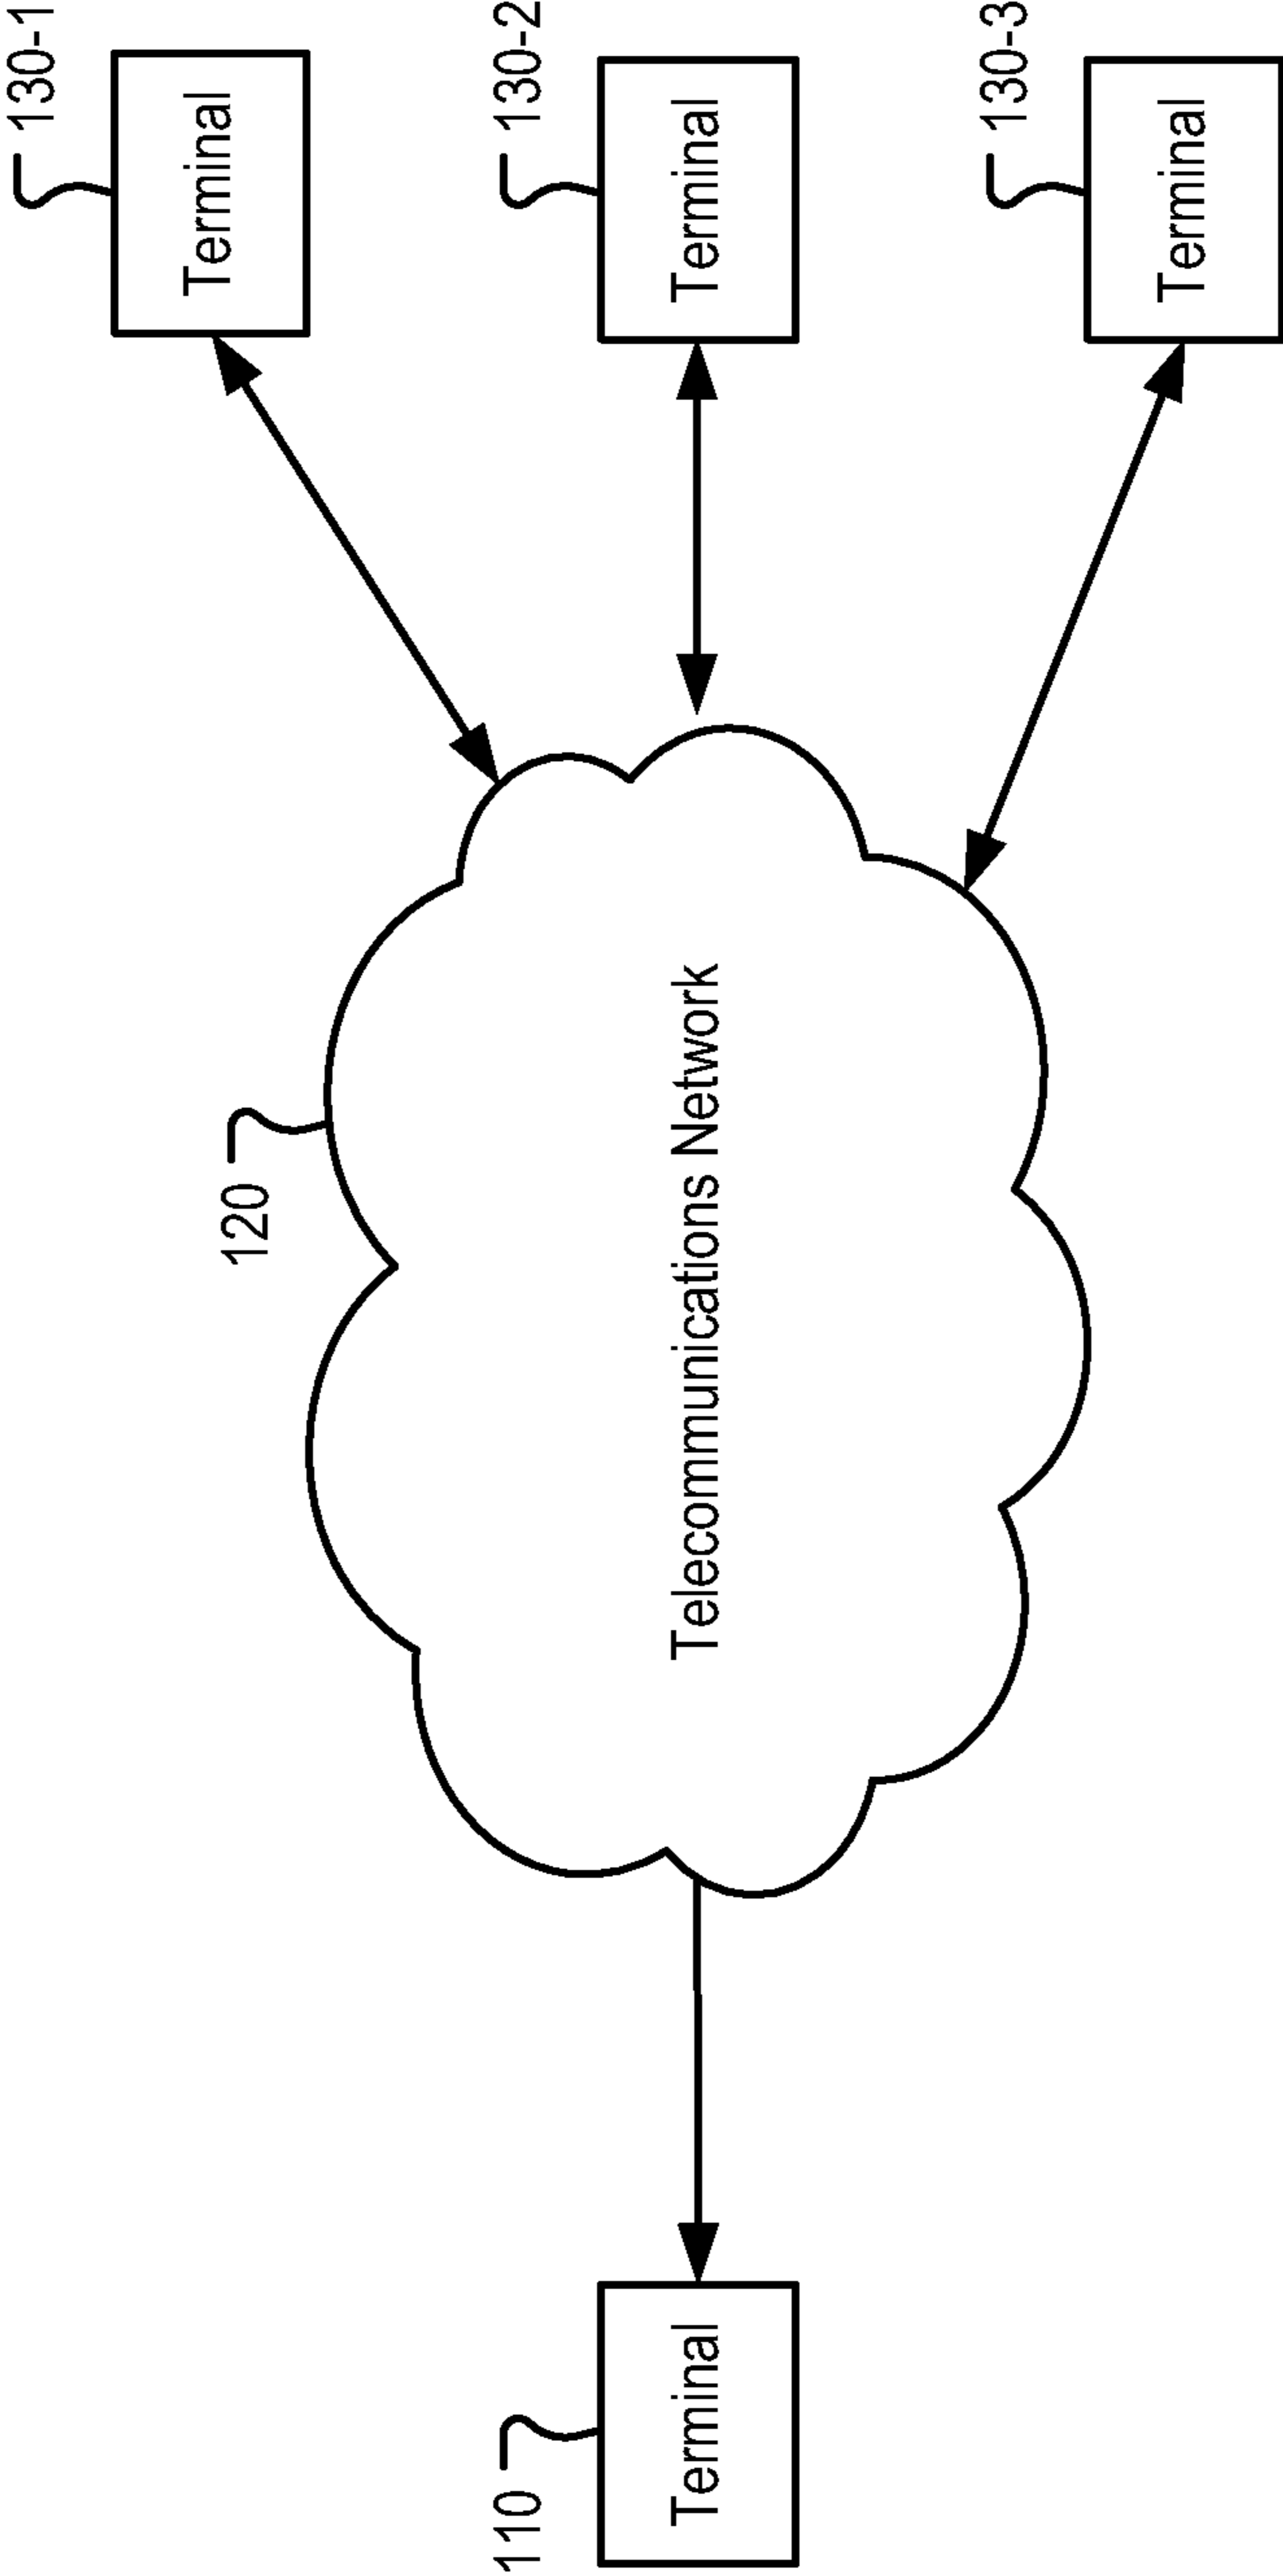 120
130-1
Terminal
110
Terminal
Telecommunications Network
130-2
Terminal
130-3
Terminal